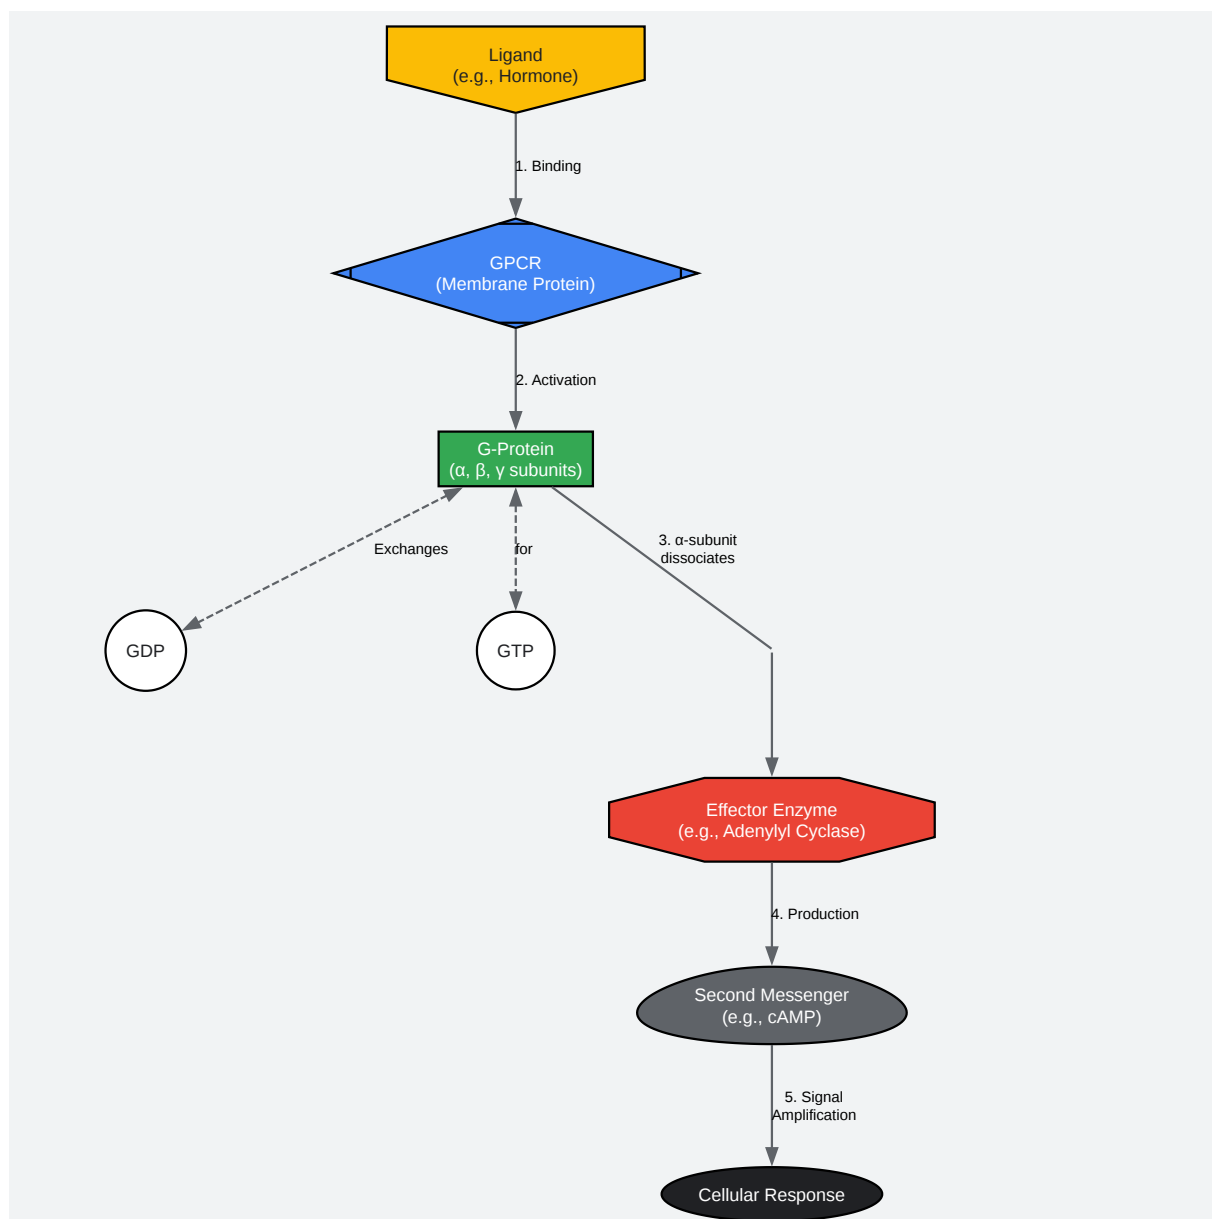 Ligand
(e.g., Hormone)
1. Binding
GPCR
(Membrane Protein)
2. Activation
G-Protein
(α, β, γ subunits)
3. α-subunit
dissociates
Exchanges
for
GDP
GTP
Effector Enzyme
(e.g., Adenylyl Cyclase)
4. Production
Second Messenger
(e.g., cAMP)
5. Signal
Amplification
Cellular Response